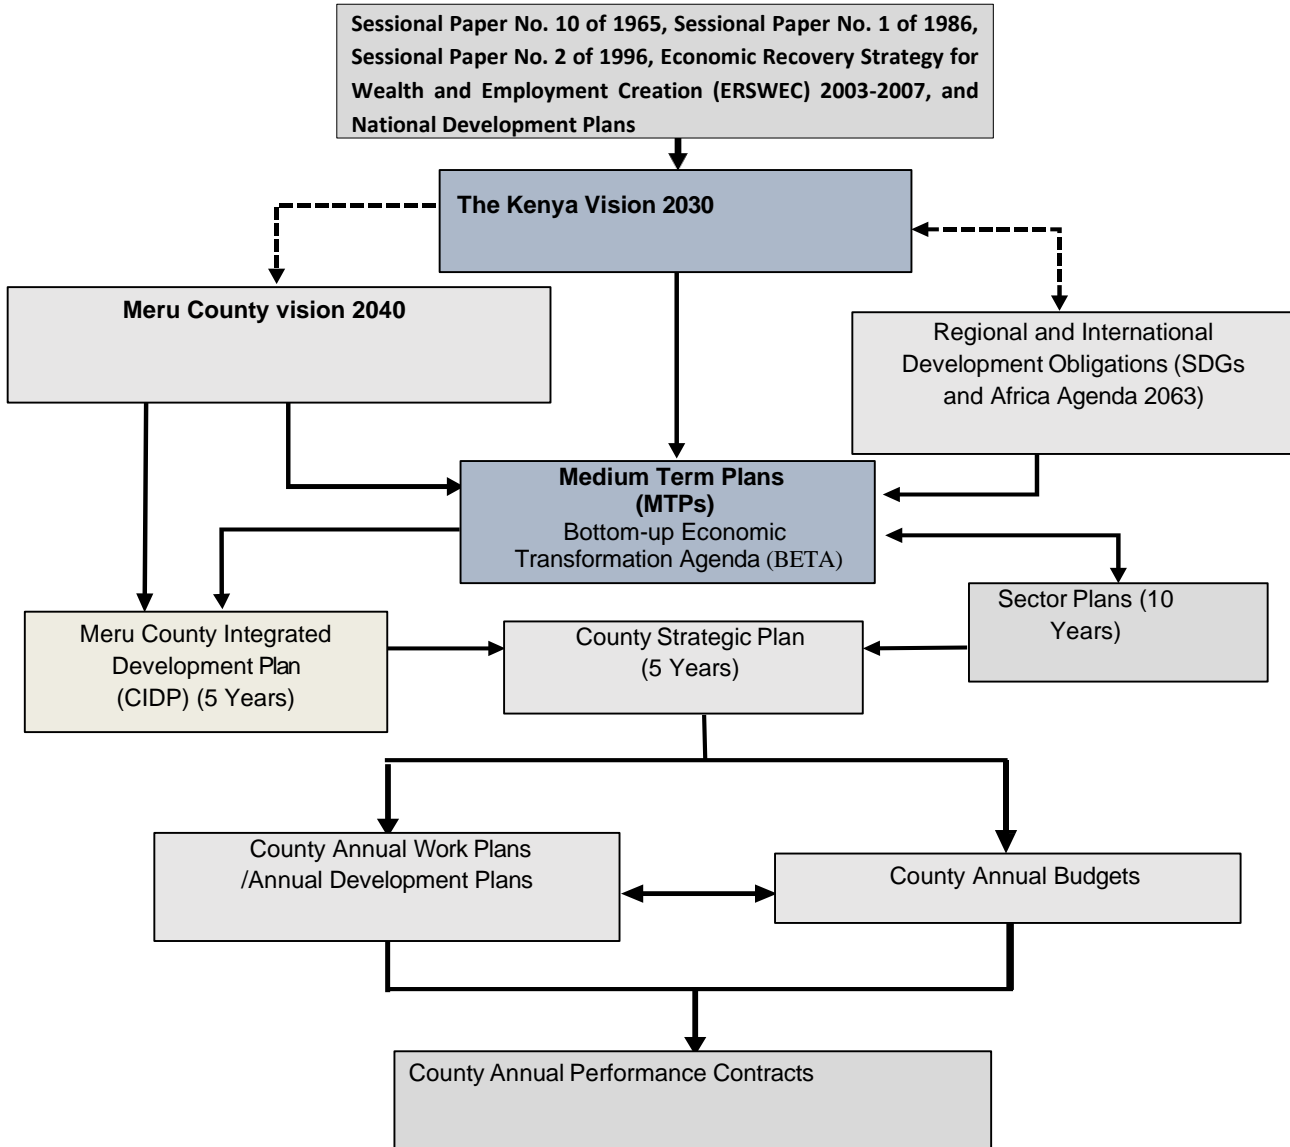 Sessional Paper No. 10 of 1965, Sessional Paper No. 1 of 1986,
Sessional Paper No. 2 of 1996, Economic Recovery Strategy for
Wealth and Employment Creation (ERSWEC) 2003-2007, and
National Development Plans
The Kenya Vision 2030
Meru County vision 2040
Regional and International
Development Obligations (SDGs
and Africa Agenda 2063)
Medium Term Plans
(MTPs)
Bottom-up Economic
Transformation Agenda (BETA)
Sector Plans (10
Years)
Meru County Integrated
Development Plan
(CIDP) (5 Years)
County Strategic Plan
(5 Years)
County Annual Work Plans
/Annual Development Plans
County Annual Budgets
County Annual Performance Contracts